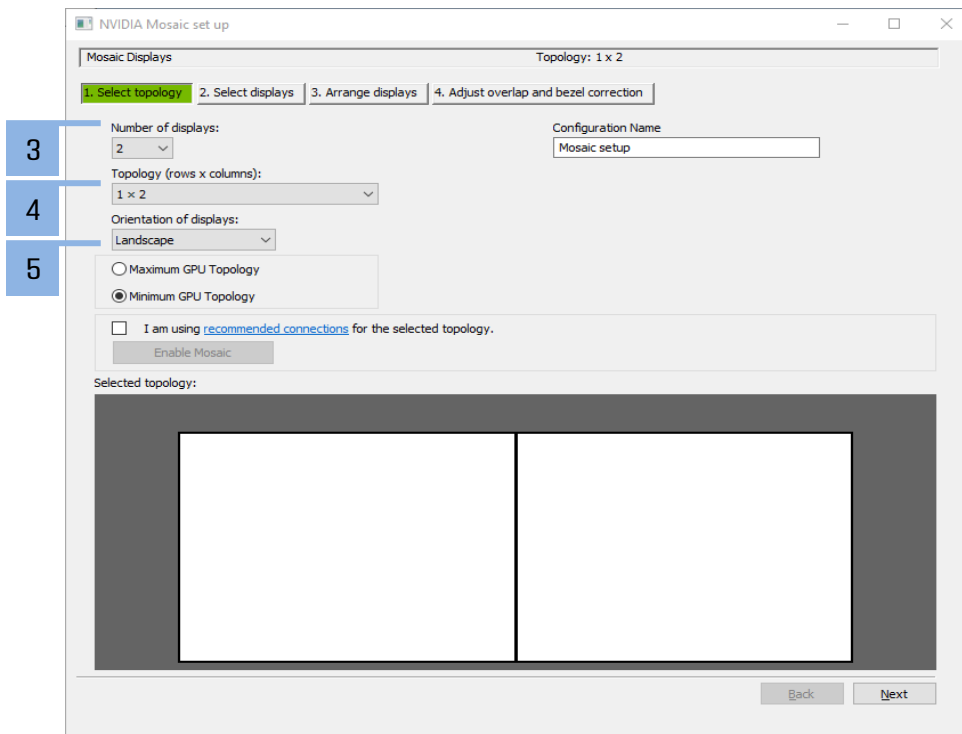 NVIDIA Mosaic set up
Mosaic Displays Topology: 1 x 2
1. Select topology 2. Select displays 3. Arrange displays 4. Adjust overlap and bezel correction
3
Number of displays:
2
Configuration Name
Mosaic setup
4
Topology (rows x columns):
1 × 2
5
Orientation of displays:
Landscape
Maximum GPU Topology
Minimum GPU Topology
I am using recommended connections for the selected topology.
Enable Mosaic
Selected topology:
Back Next